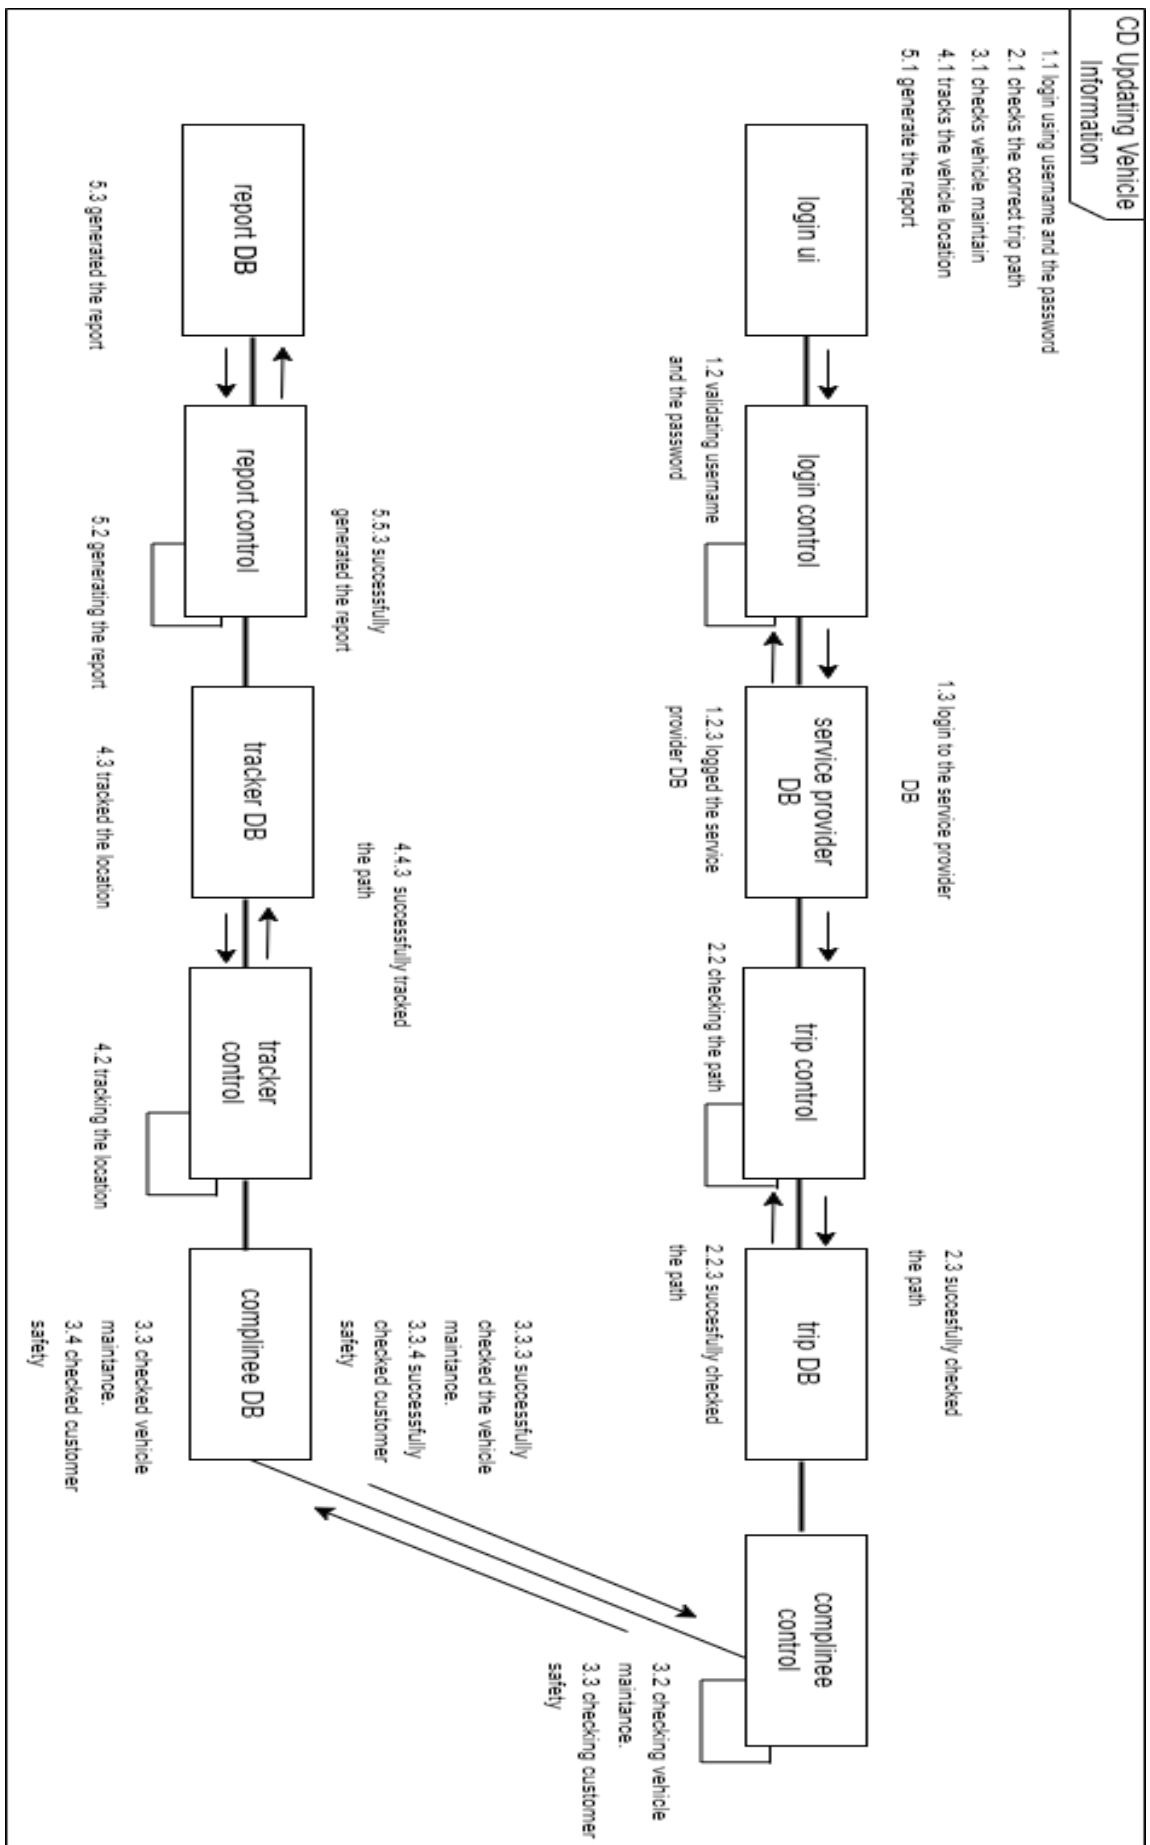 CD Updating Vehicle
Information
1.1 login using username and the password
2.1 checks the correct trip path
3.1 checks vehicle maintain
4.1 tracks the vehicle location
5.1 generate the report
1.3 login to the service provider
DB
2.3 succesfully checked
the path
login ui
login control
service provider
DB
trip control
trip DB
complinee
control
1.2 validating username
and the password
1.2.3 logged the service
provider DB
2.2 checking the path
2.2.3 succesfully checked
the path
3.2 checking vehicle
maintance.
3.3 checking customer
safety
5.5.3 successfully
generated the report
4.4.3 successfully tracked
the path
3.3.3 successfully
checked the vehicle
maintance.
3.3.4 successfully
checked customer
safety
report DB
report control
tracker DB
tracker
control
complinee DB
5.3 generated the report
5.2 generating the report
4.3 tracked the location
4.2 tracking the location
3.3 checked vehicle
maintance.
3.4 checked customer
safety